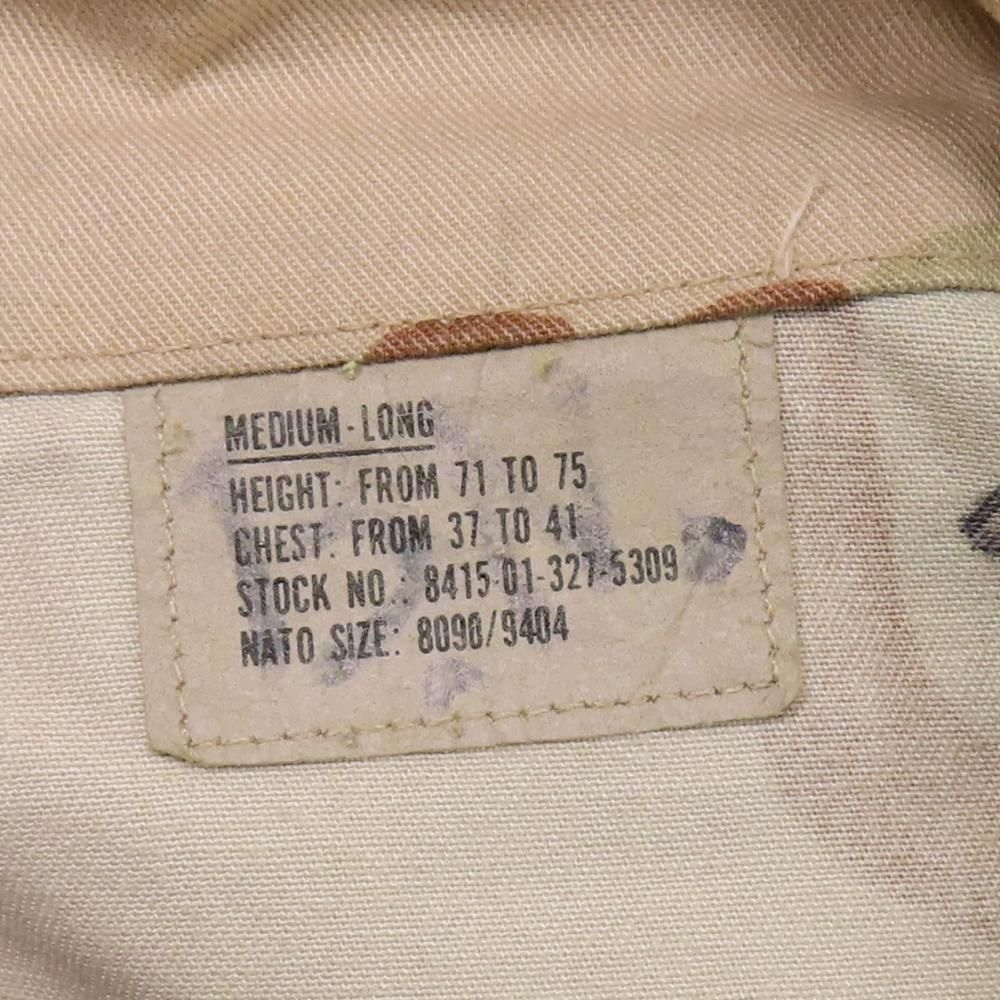 MEDIUM-LONG
HEIGHT: FROM 71 TO 75
CHEST: FROM 37 TO 41
STOCK NO.: 8415-01-327-5309
NATO SIZE: 8090/9404